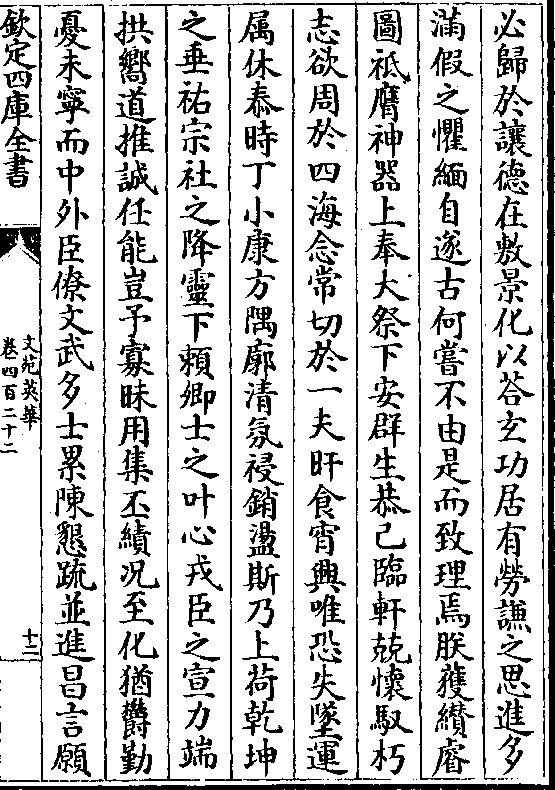 必歸於讓德在敷景化以荅玄功居有勞謙之思進多
滿假之懼緬自遂古何嘗不由是而致理焉朕獲纉睿
圖祗膺神器上奉大祭下安群生恭己臨軒兢懷馭朽
志欲周於四海念常切於一夫旰食宵興唯恐失墜運
属休泰時丁小康方隅廓清氛祲銷盪斯乃上荷乾坤
之垂祐宗社之降靈下賴卿士之叶心戎臣之宣力端
拱嚮道推誠任能豈予寡昧用集丕績况至化猶欝勤
憂未寧而中外臣僚文武多士累陳懇疏並進昌言願
欽定四庫全書
文苑英華
卷四百二十二
十二